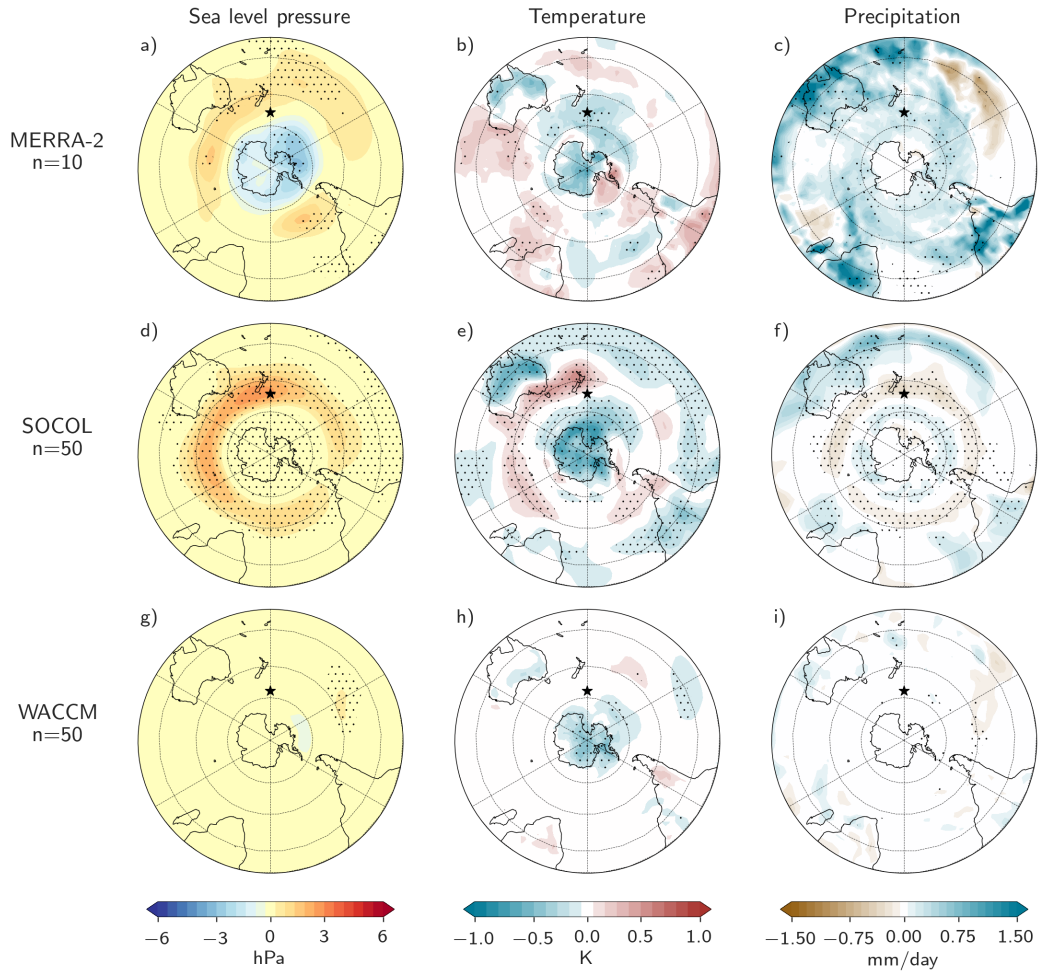 Sea level pressure
Temperature
Precipitation
a)
b)
c)
MERRA-2
n=10
d)
e)
f)
SOCOL
n=50
g)
h)
i)
WACCM
n=50
−6 −3 0 3 6
hPa
−1.0 −0.5 0.0 0.5 1.0
K
−1.50 −0.75 0.00 0.75 1.50
mm/day